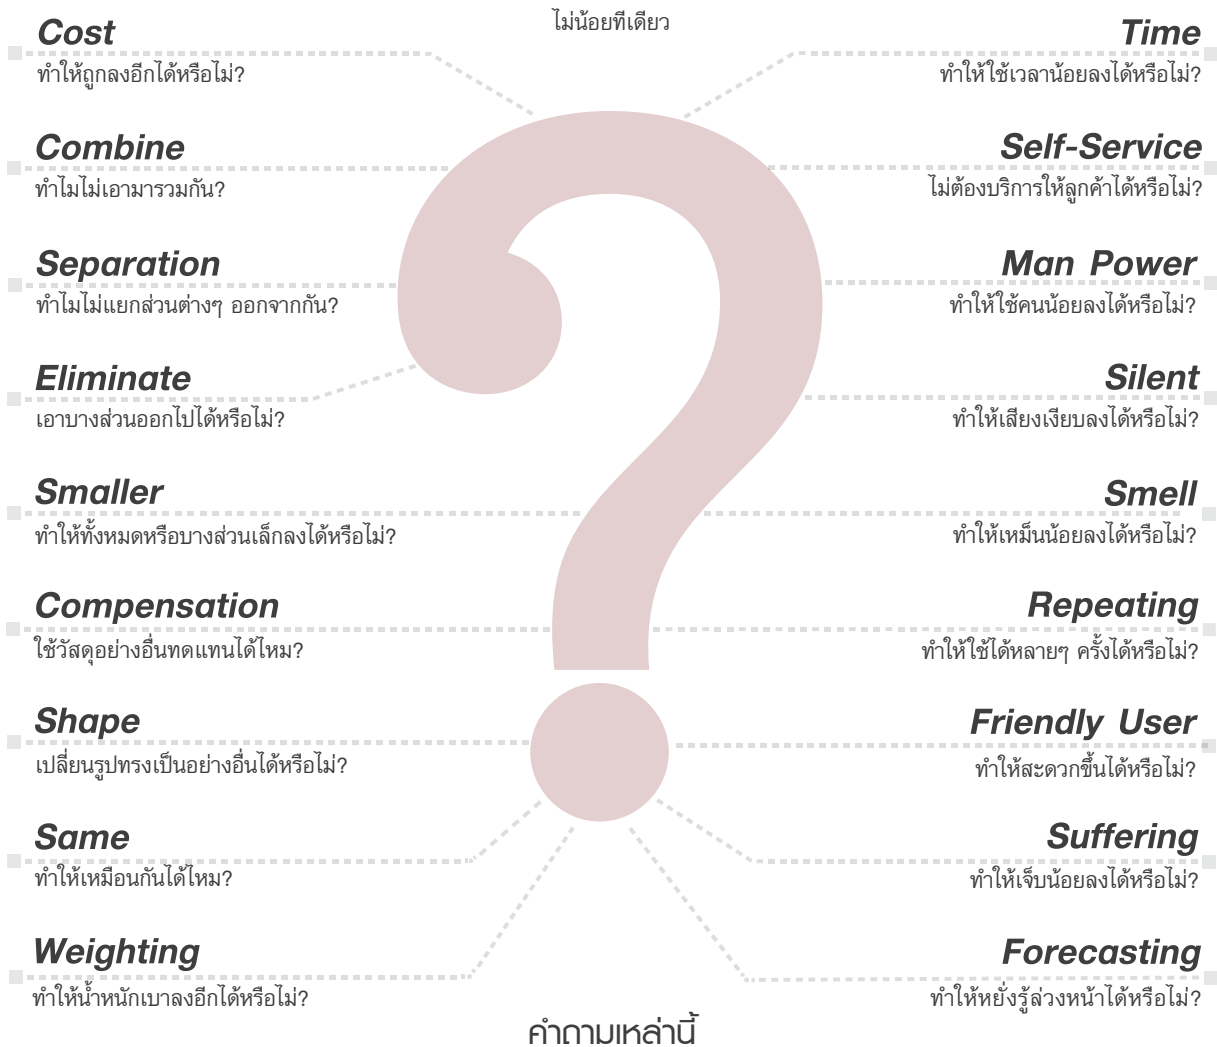 ไม่น้อยทีเดียว
Cost
ทำให้ถูกลงอีกได้หรือไม่?
Combine
ทำไมไม่เอามารวมกัน?
Separation
ทำไมไม่แยกส่วนต่างๆ ออกจากกัน?
Eliminate
เอาบางส่วนออกไปได้หรือไม่?
Smaller
ทำให้ทั้งหมดหรือบางส่วนเล็กลงได้หรือไม่?
Compensation
ใช้วัสดุอย่างอื่นทดแทนได้ไหม?
Shape
เปลี่ยนรูปทรงเป็นอย่างอื่นได้หรือไม่?
Same
ทำให้เหมือนกันได้ไหม?
Weighting
ทำให้น้ำหนักเบาลงอีกได้หรือไม่?
Time
ทำให้ใช้เวลาน้อยลงได้หรือไม่?
Self-Service
ไม่ต้องบริการให้ลูกค้าได้หรือไม่?
Man Power
ทำให้ใช้คนน้อยลงได้หรือไม่?
Silent
ทำให้เสียงเงียบลงได้หรือไม่?
Smell
ทำให้เหม็นน้อยลงได้หรือไม่?
Repeating
ทำให้ใช้ได้หลายๆ ครั้งได้หรือไม่?
Friendly User
ทำให้สะดวกขึ้นได้หรือไม่?
Suffering
ทำให้เจ็บน้อยลงได้หรือไม่?
Forecasting
ทำให้หยั่งรู้ล่วงหน้าได้หรือไม่?
คำถามเหล่านี้